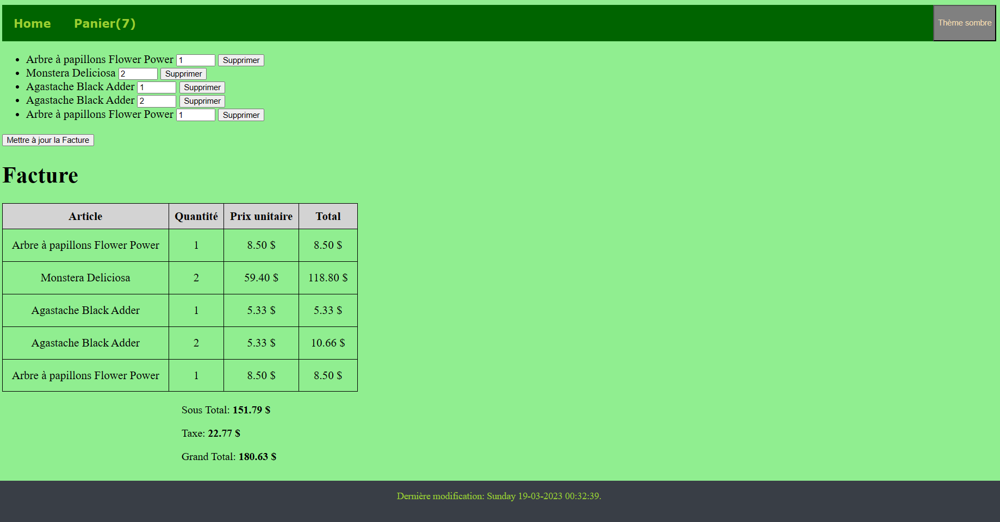 Home Panier(7) Thème sombre
Arbre à papillons Flower Power 1 Supprimer
Monstera Deliciosa 2 Supprimer
Agastache Black Adder 1 Supprimer
Agastache Black Adder 2 Supprimer
Arbre à papillons Flower Power 1 Supprimer
Mettre à jour la Facture
Facture
Article Quantité Prix unitaire Total
Arbre à papillons Flower Power 1 8.50 $ 8.50 $
Monstera Deliciosa 2 59.40 $ 118.80 $
Agastache Black Adder 1 5.33 $ 5.33 $
Agastache Black Adder 2 5.33 $ 10.66 $
Arbre à papillons Flower Power 1 8.50 $ 8.50 $
Sous Total: 151.79 $
Taxe: 22.77 $
Grand Total: 180.63 $
Dernière modification: Sunday 19-03-2023 00:32:39.